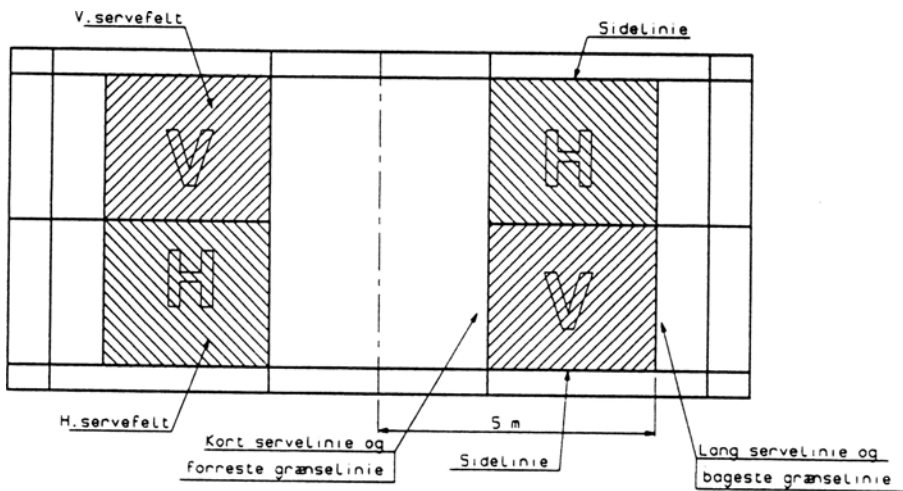 V.servefelt
Sidelinie
V
H
H
V
H.servefelt
5 m
Kort servelinie og
forreste grænselinie
Sidelinie
Lang servelinie og
bageste grænselinie